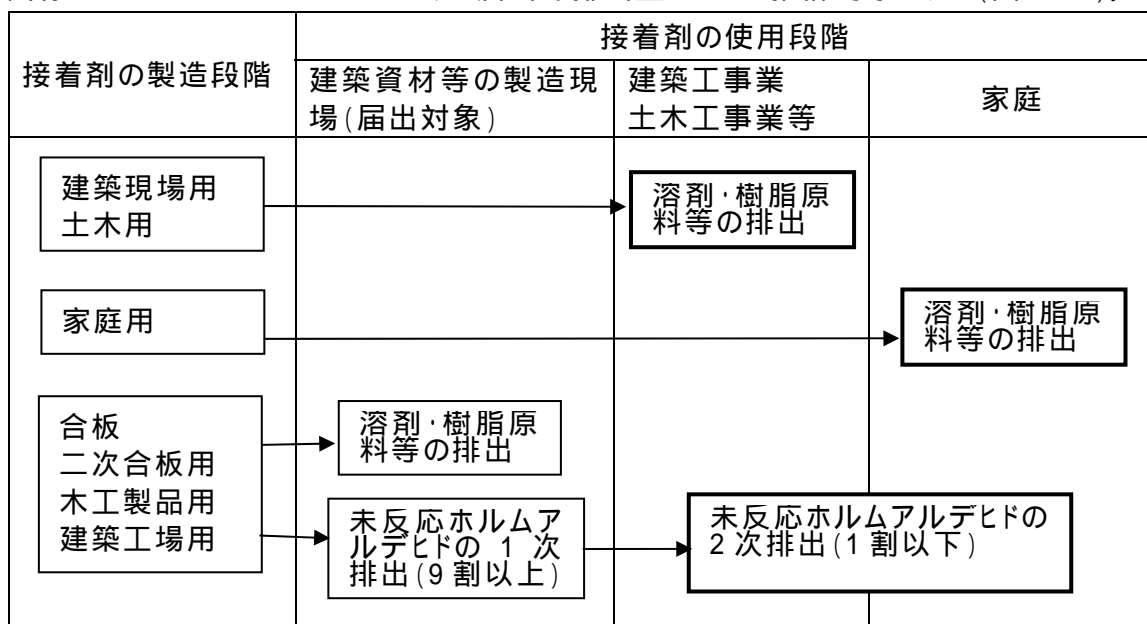 接着剤の製造段階
接着剤の使用段階
建築資材等の製造現
場(届出対象)
建築工事業
土木工事業等
家庭
建築現場用
土木用
溶剤・樹脂原
料等の排出
家庭用
溶剤・樹脂原
料等の排出
合板
二次合板用
木工製品用
建築工場用
溶剤・樹脂原
料等の排出
未反応ホルムア
ルデヒドの 1 次
排出(9割以上)
未反応ホルムアルデヒドの
2次排出(1割以下)